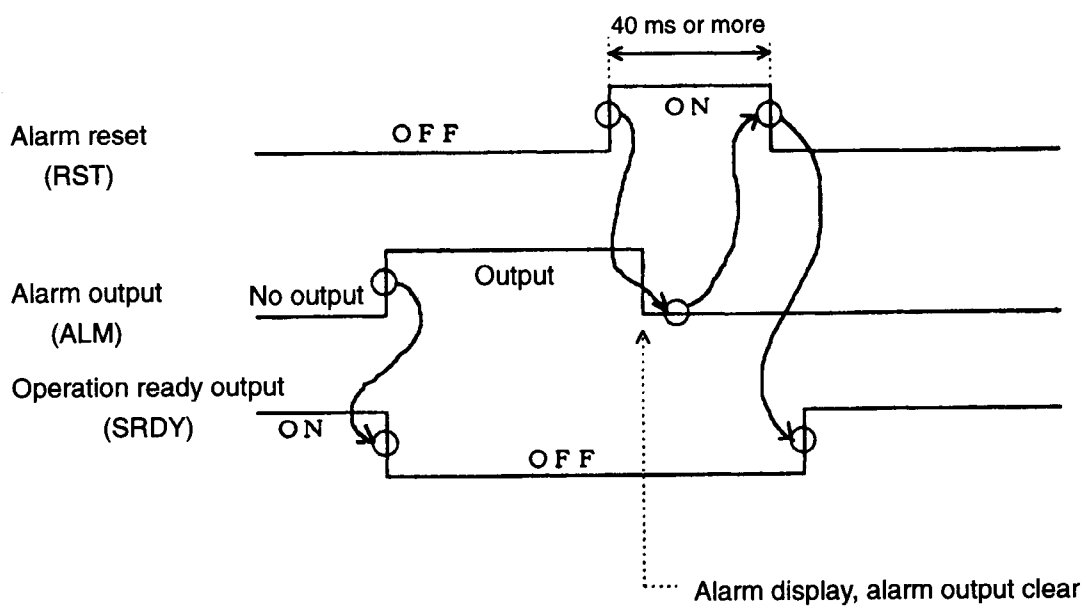 40 ms or more
ON
Alarm reset
OFF
(RST)
Output
Alarm output
No output
(ALM)
Operation ready output
(SRDY)
ON
OFF
Alarm display, alarm output clear